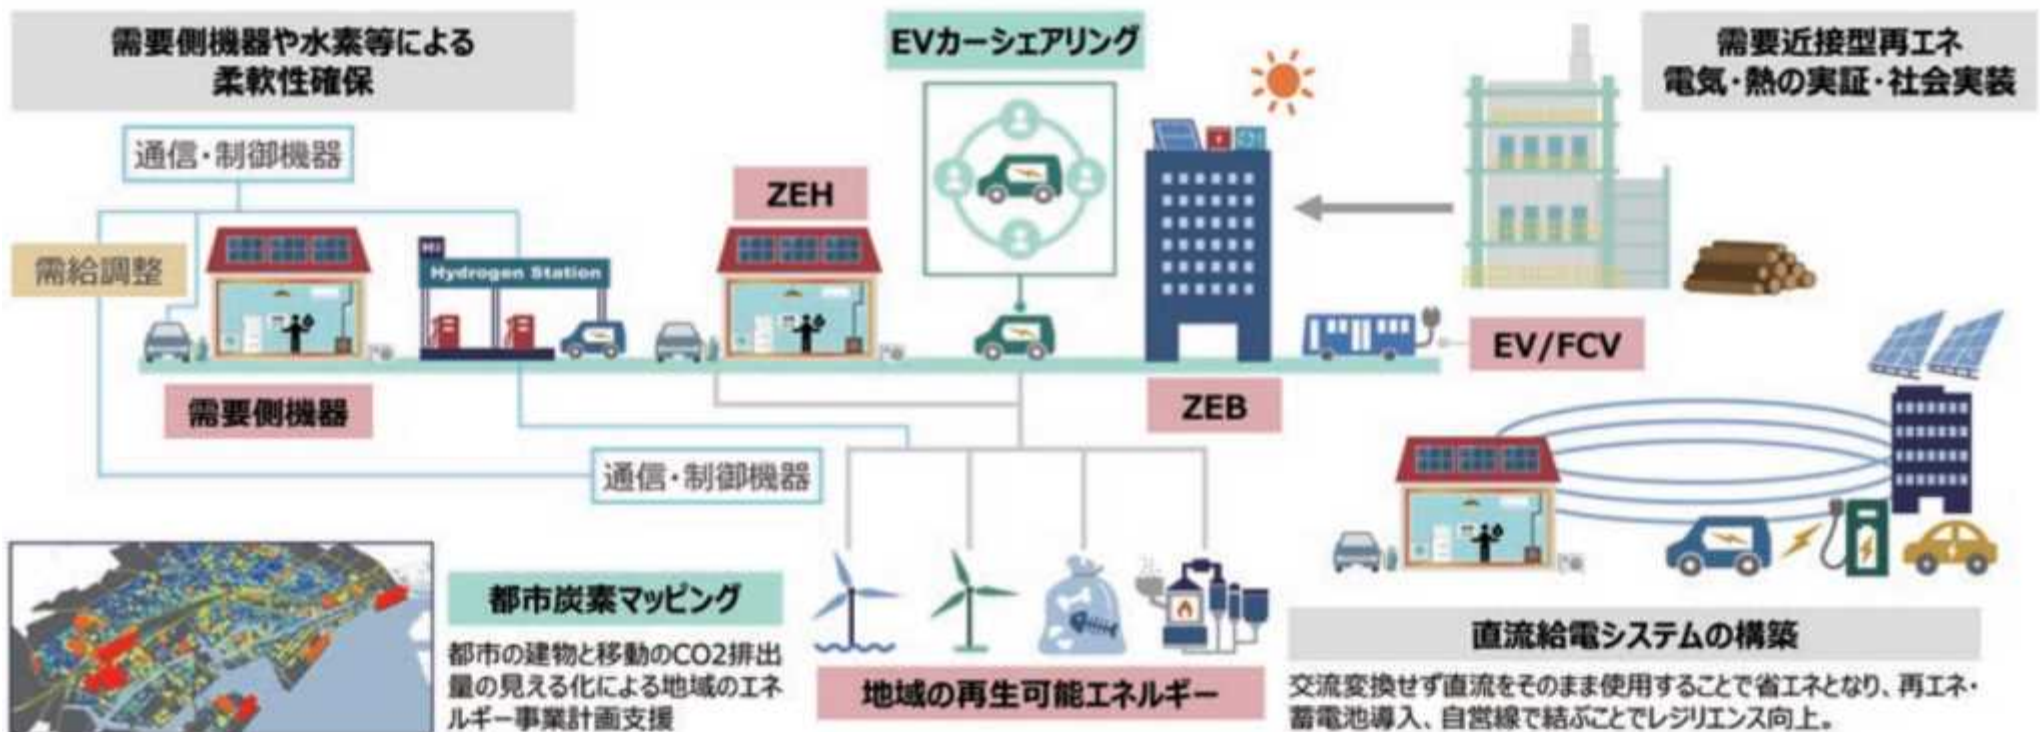 需要側機器や水素等による
柔軟性確保
EVカーシェアリング
需要近接型再エネ
電気・熱の実証・社会実装
通信・制御機器
ZEH
需給調整
Hydrogen Station
EV/FCV
需要側機器
ZEB
通信・制御機器
都市炭素マッピング
都市の建物と移動のCO2排出
量の見える化による地域のエネ
ルギー事業計画支援
地域の再生可能エネルギー
直流給電システムの構築
交流変換せず直流をそのまま使用することで省エネとなり、再エネ・
蓄電池導入、自営線で結ぶことでレジリエンス向上。